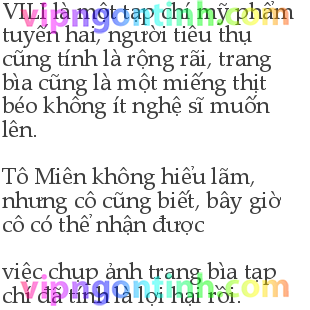 VILI là một tạp chí mỹ phẩm
tuyến hai, người tiêu thụ
cũng tính là rộng rãi, trang
bìa cũng là một miếng thịt
béo không ít nghệ sĩ muốn
lên.
Tô Miên không hiểu lắm,
nhưng cô cũng biết, bây giờ
cô có thể nhận được
việc chụp ảnh trang bìa tạp
chí đã tính là lợi hại rồi.
vipngontinh.com
vipngontinh.com